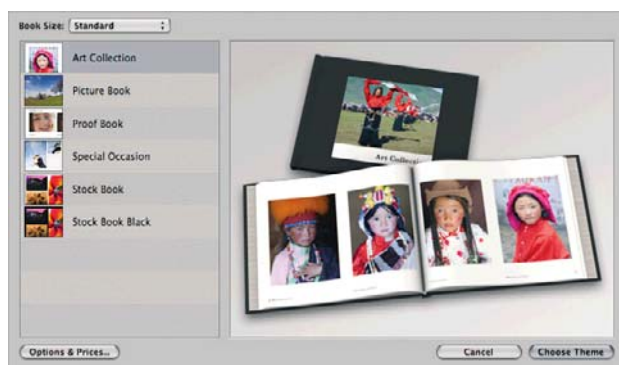 Book Size: Standard
Art Collection
Picture Book
Proof Book
Special Occasion
Stock Book
Stock Book Black
Art Collection
Options & Prices...
Cancel
Choose Theme